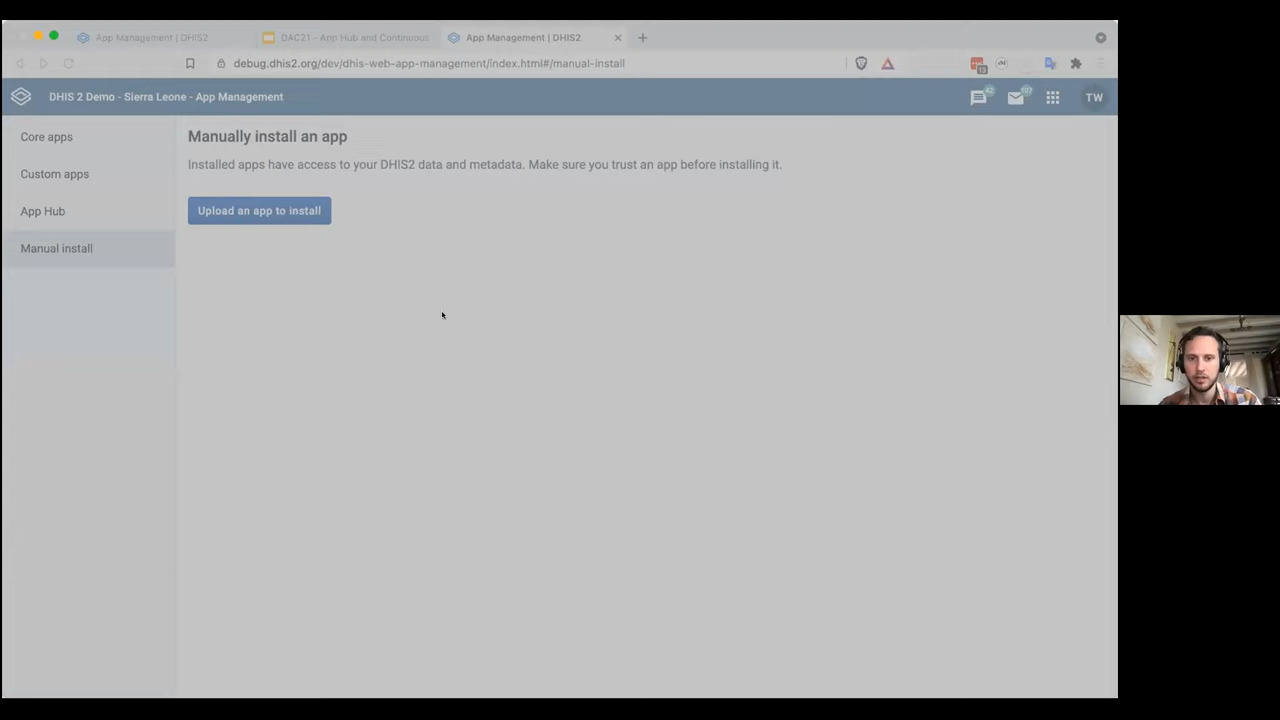 App Management | DHIS2
DAC21 - App Hub and Continuous
App Management | DHIS2
debug.dhis2.org/dev/dhis-web-app-management/index.html#/manual-install
DHIS 2 Demo - Sierra Leone - App Management
TW
Core apps
Custom apps
App Hub
Manual install
Manually install an app
Installed apps have access to your DHIS2 data and metadata. Make sure you trust an app before installing it.
Upload an app to install